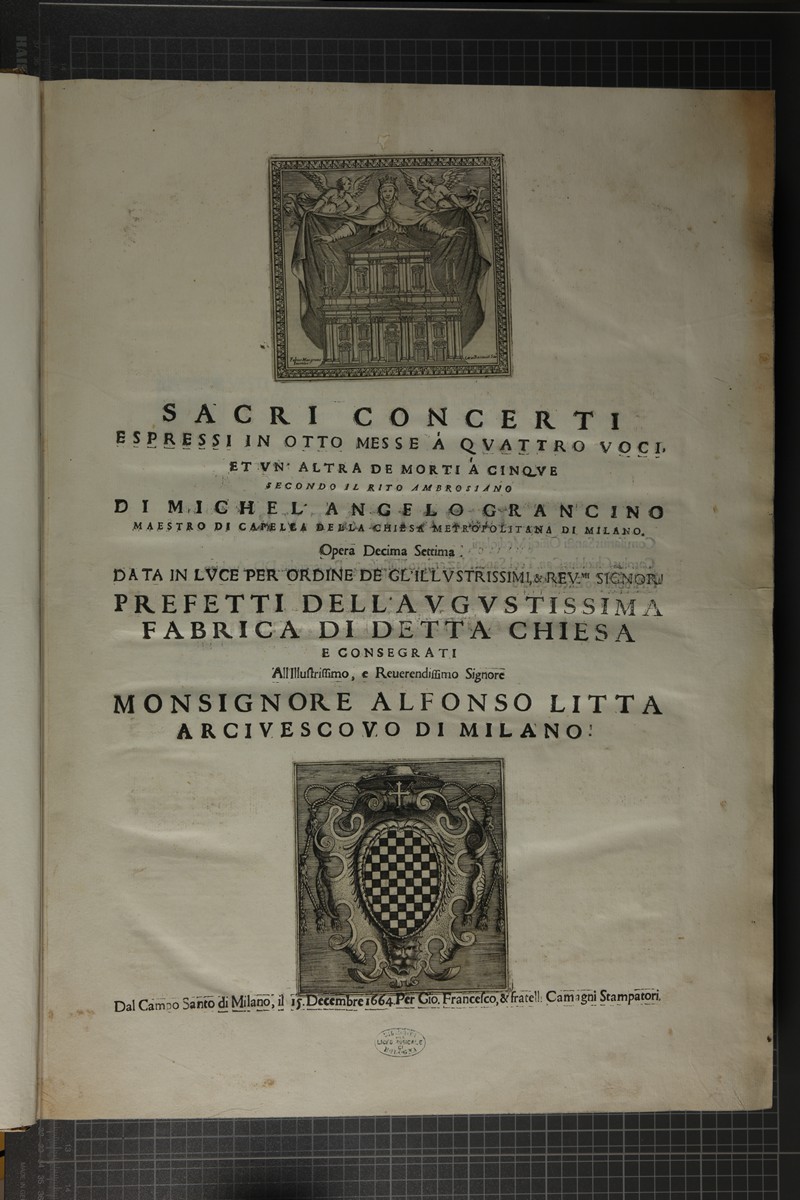 SACRI CONCERTI
ESPRESSI IN OTTO MESSE Á QVATTRO VOCI,
ET VN' ALTRA DE MORTI Á CINQVE
SECONDO IL RITO AMBROSIANO
DI MICHEL' ANGELO GRANCINO
MAESTRO DI CAPELLA DELLA CHIESA METROPOLITANA DI MILANO.
Opera Decima Settima.
DATA IN LVCE PER ORDINE DE GL'ILLVSTRISSIMI, & REV.mi SIGNORI
PREFETTI DELL'AVGVSTISSIMA
FABRICA DI DETTA CHIESA
E CONSEGRATI
All'Illuſtriſſimo, e Reuerendiſſimo Signore
MONSIGNORE ALFONSO LITTA
ARCIVESCOVO DI MILANO.
Dal Campo Santo di Milano, il 15. Decembre 1664. Per Gio. Franceſco, & fratelli Camagni Stampatori.
LICEO MUSICALE
DI
BOLOGNA